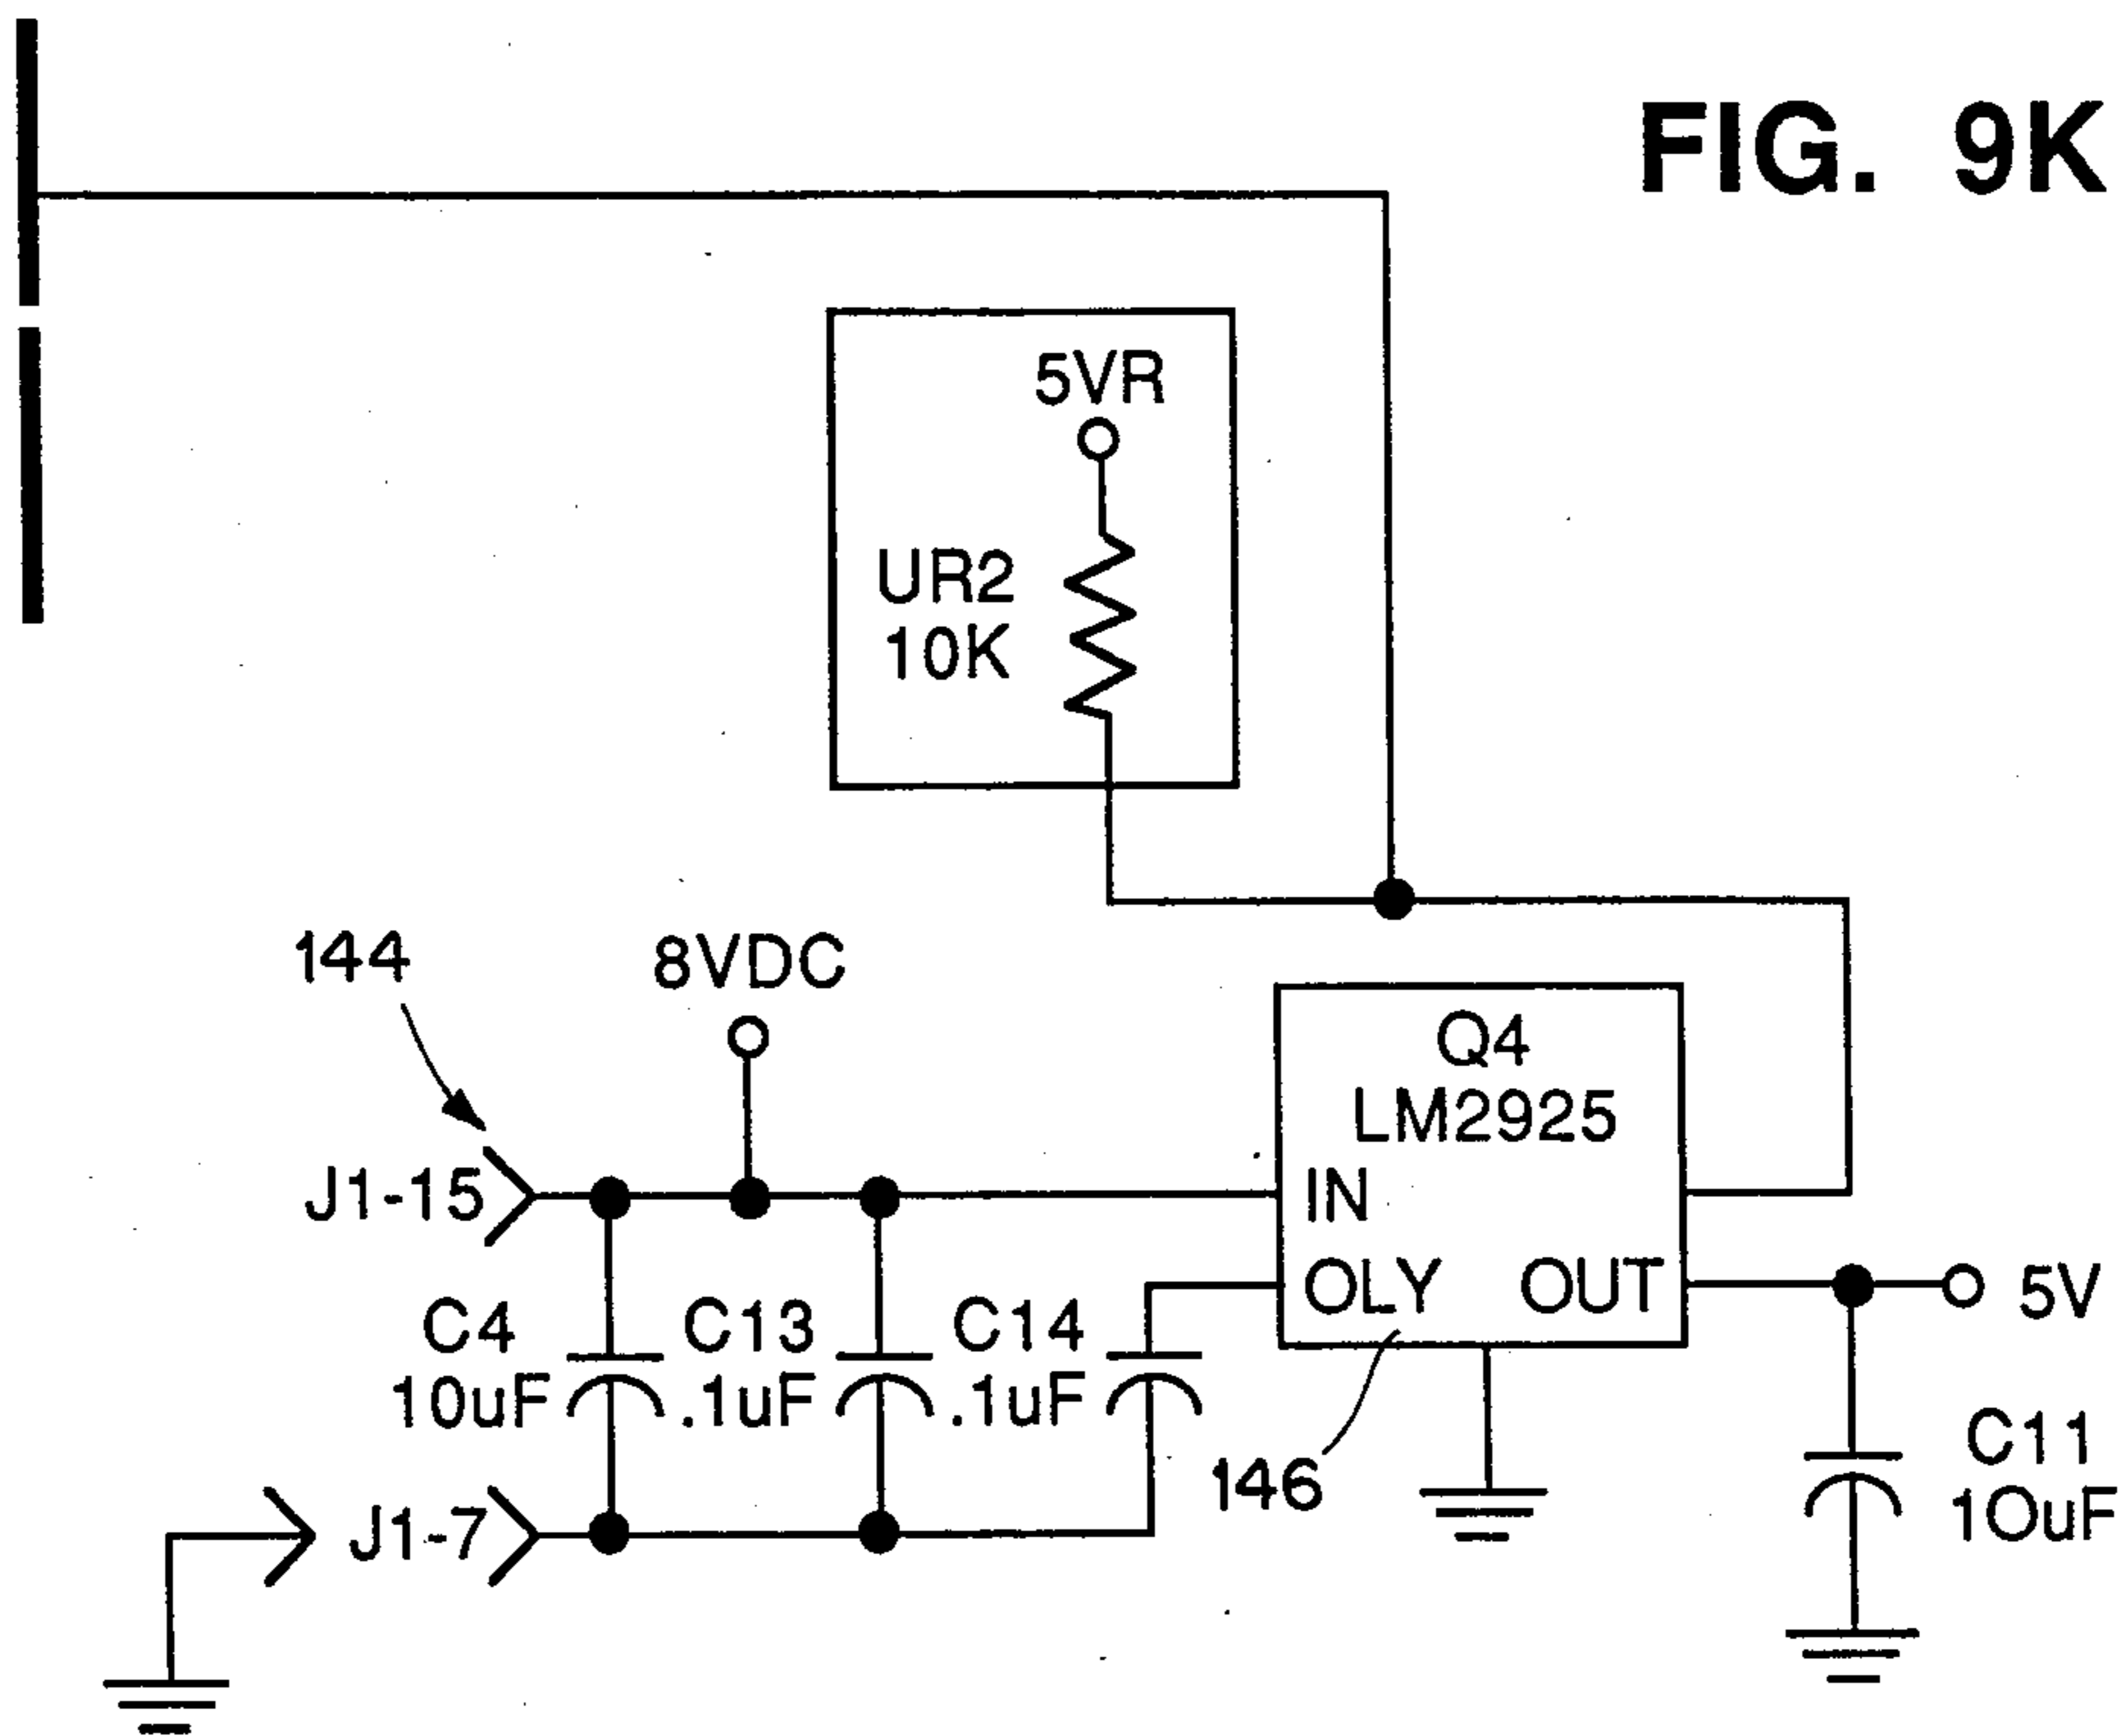 FIG. 9K
5VR
UR2
10K
144
8VDC
Q4
LM2925
J1-15
IN
OLY OUT
5V
C4
10uF
C13
.1uF
C14
.1uF
146
C11
10uF
J1-7